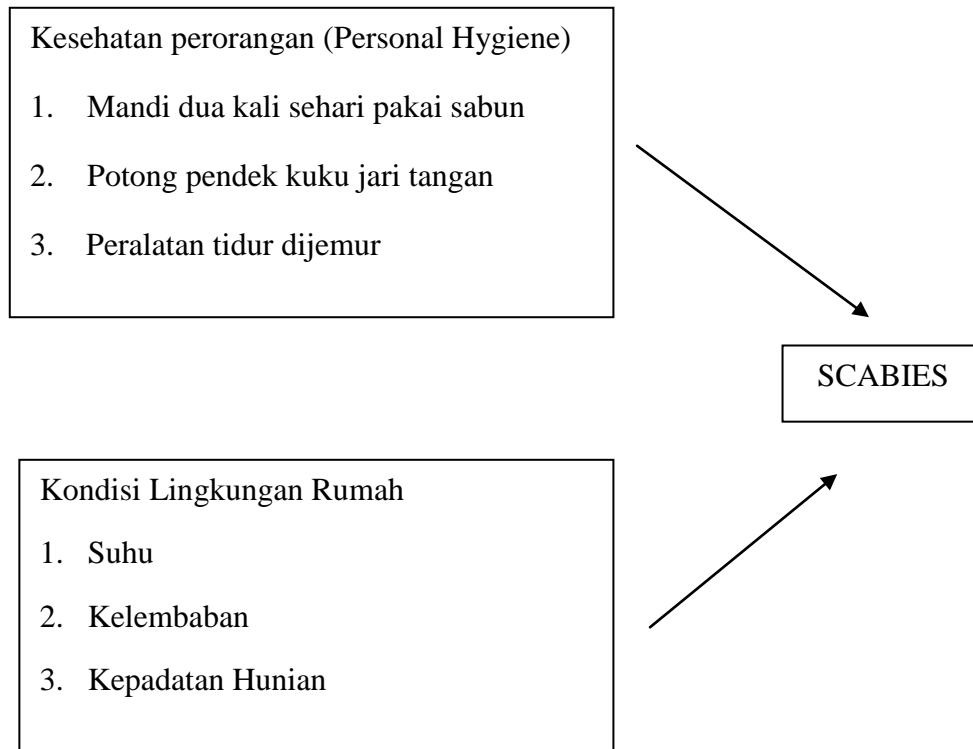 Kesehatan perorangan (Personal Hygiene)
1. Mandi dua kali sehari pakai sabun
2. Potong pendek kuku jari tangan
3. Peralatan tidur dijemur
SCABIES
Kondisi Lingkungan Rumah
1. Suhu
2. Kelembaban
3. Kepadatan Hunian